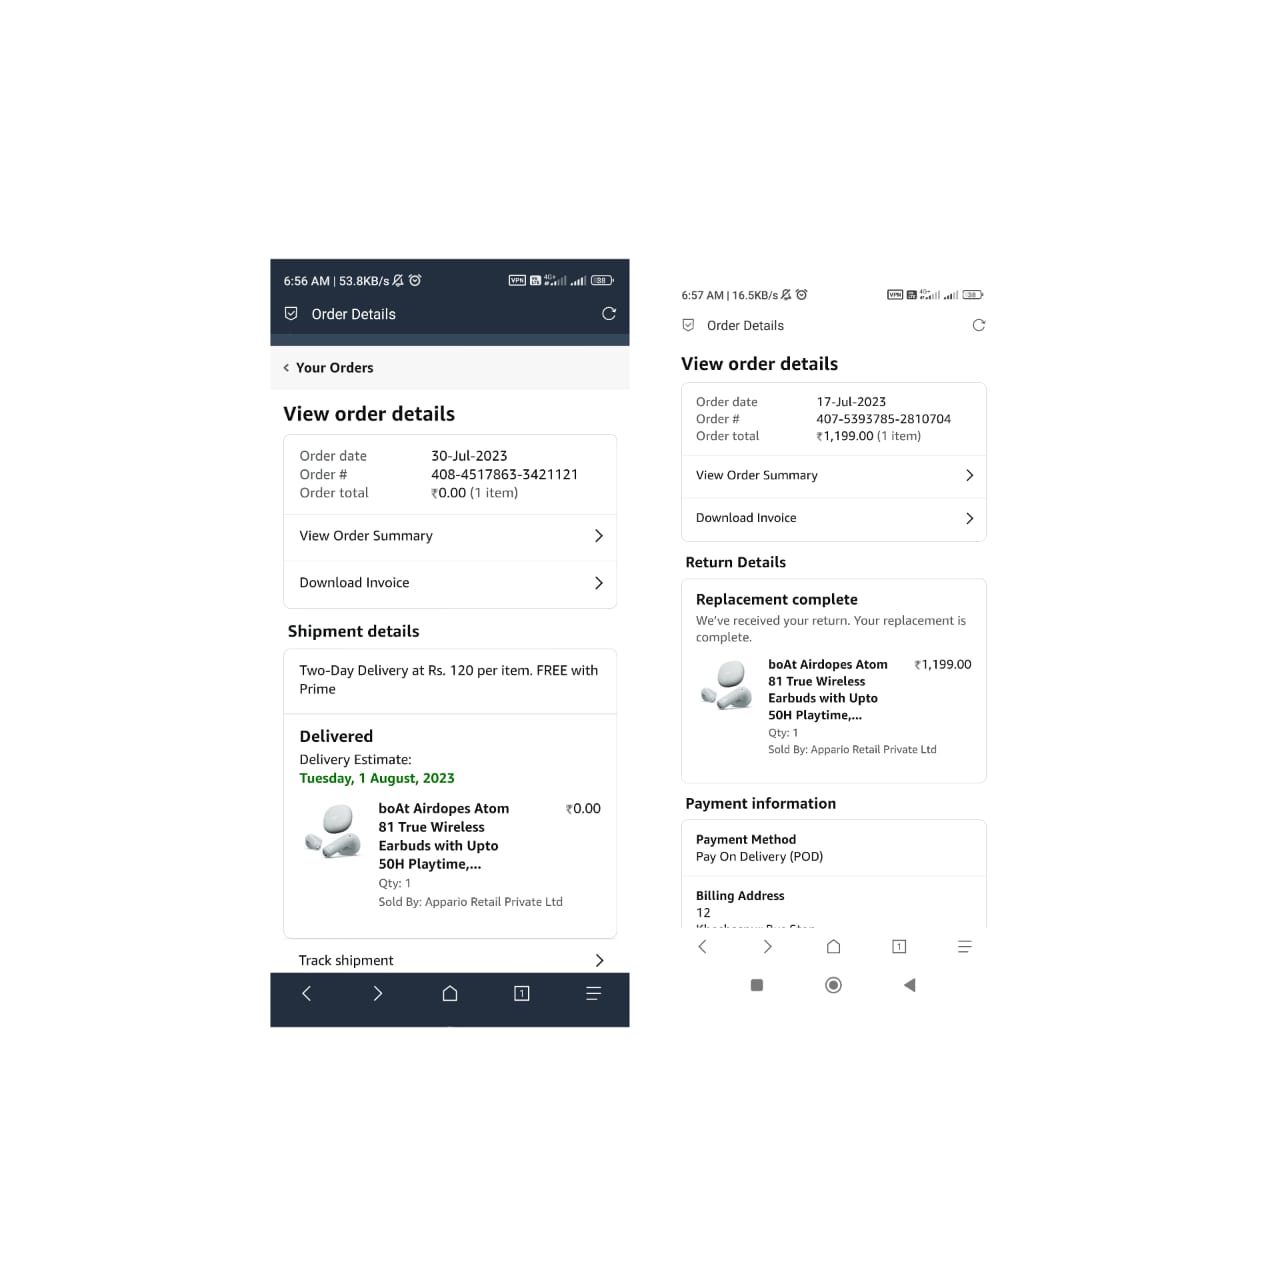 6:56 AM | 53.8KB/s
VPN 4G+ 38
Order Details
Your Orders
View order details
Order date 30-Jul-2023
Order # 408-4517863-3421121
Order total ₹0.00 (1 item)
View Order Summary
Download Invoice
Shipment details
Two-Day Delivery at Rs. 120 per item. FREE with
Prime
Delivered
Delivery Estimate:
Tuesday, 1 August, 2023
boAt Airdopes Atom ₹0.00
81 True Wireless
Earbuds with Upto
50H Playtime,...
Qty: 1
Sold By: Appario Retail Private Ltd
Track shipment
1
6:57 AM | 16.5KB/s
VPN 4G+ 38
Order Details
View order details
Order date 17-Jul-2023
Order # 407-5393785-2810704
Order total ₹1,199.00 (1 item)
View Order Summary
Download Invoice
Return Details
Replacement complete
We've received your return. Your replacement is
complete.
boAt Airdopes Atom ₹1,199.00
81 True Wireless
Earbuds with Upto
50H Playtime,...
Qty: 1
Sold By: Appario Retail Private Ltd
Payment information
Payment Method
Pay On Delivery (POD)
Billing Address
12
1